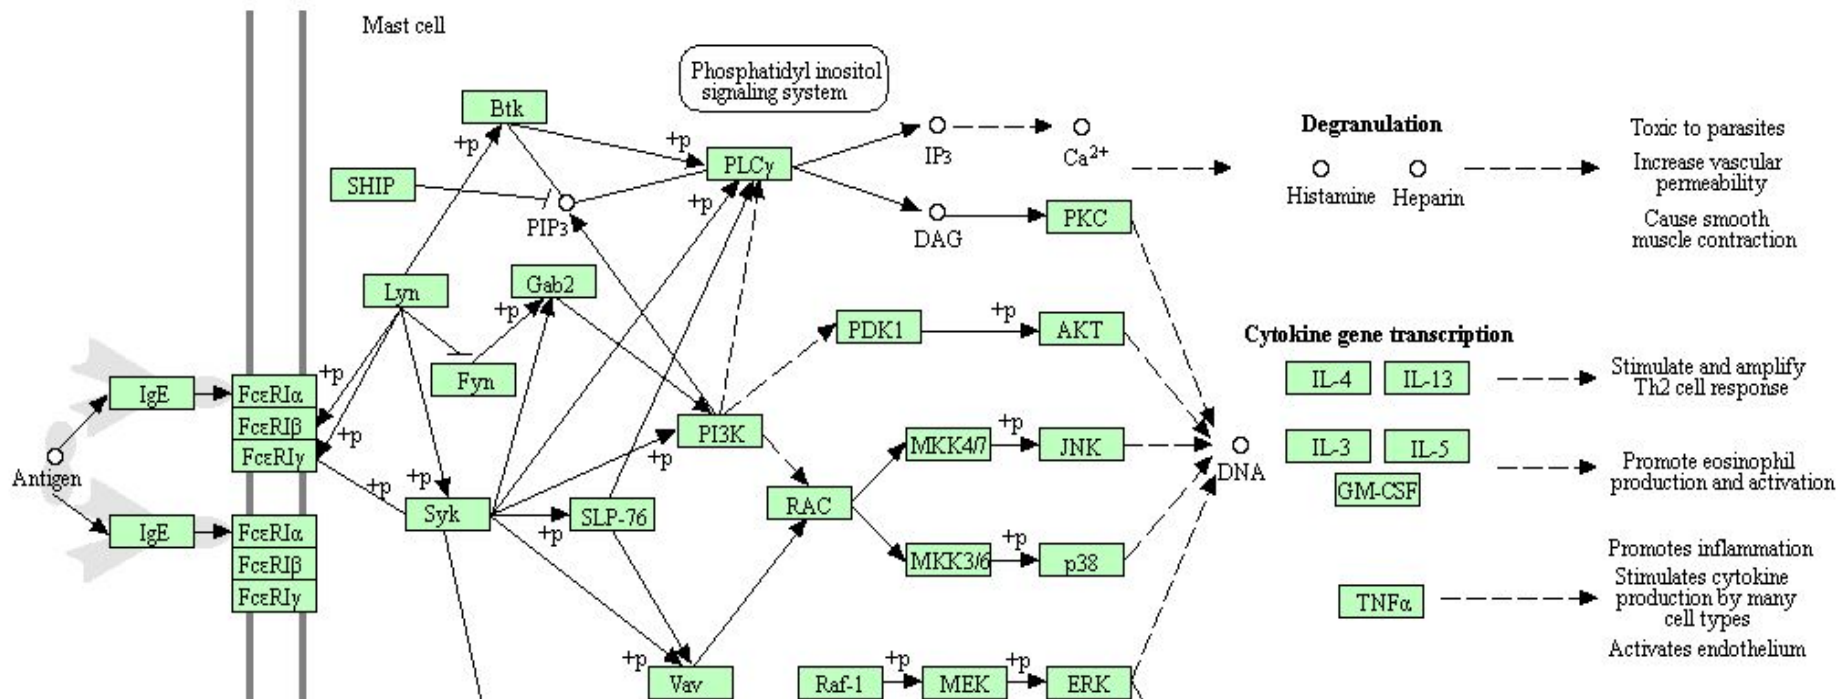 Mast cell
Phosphatidyl inositol
signaling system
Btk
+p
+p
SHIP
PIP3
PLCγ
+p
IP3
Ca2+
DAG
PKC
Degranulation
Histamine
Heparin
Toxic to parasites
Increase vascular
permeability
Cause smooth
muscle contraction
Lyn
Gab2
+p
Fyn
PDK1
+p
AKT
Cytokine gene transcription
IL-4
IL-13
Stimulate and amplify
Th2 cell response
Antigen
IgE
+p
FcεRIα
FcεRIβ
FcεRIγ
+p
+p
+p
Syk
+p
PI3K
+p
SLP-76
RAC
MKK4/7
+p
JNK
DNA
IL-3
IL-5
GM-CSF
Promote eosinophil
production and activation
IgE
FcεRIα
FcεRIβ
FcεRIγ
MKK3/6
+p
p38
TNFα
Promotes inflammation
Stimulates cytokine
production by many
cell types
Activates endothelium
+p
Vav
Raf-1
+p
MEK
+p
ERK